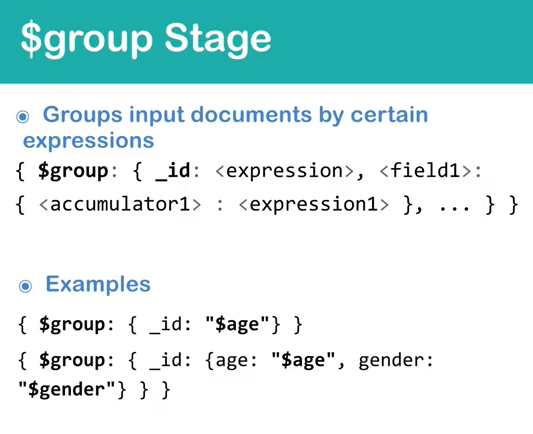 $group Stage
Groups input documents by certain
expressions
{ $group: { _id: <expression>, <field1>:
{ <accumulator1> : <expression1> }, ... } }
Examples
{ $group: { _id: "$age"} }
{ $group: { _id: {age: "$age", gender:
"$gender"} } }